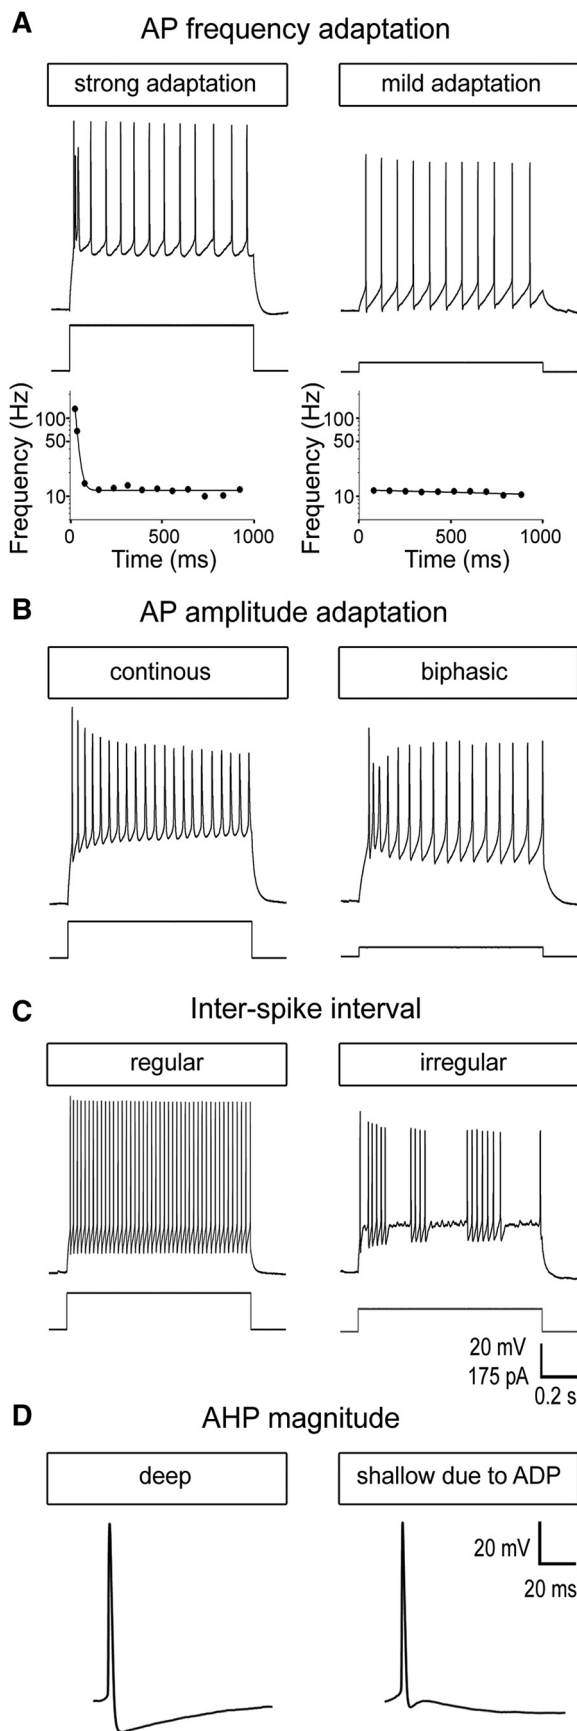 A
AP frequency adaptation
strong adaptation
mild adaptation
Frequency (Hz)
100
50
10
0
500
1000
Time (ms)
Frequency (Hz)
100
50
10
0
500
1000
Time (ms)
B
AP amplitude adaptation
continous
biphasic
C
Inter-spike interval
regular
irregular
20 mV
175 pA
0.2 s
D
AHP magnitude
deep
shallow due to ADP
20 mV
20 ms